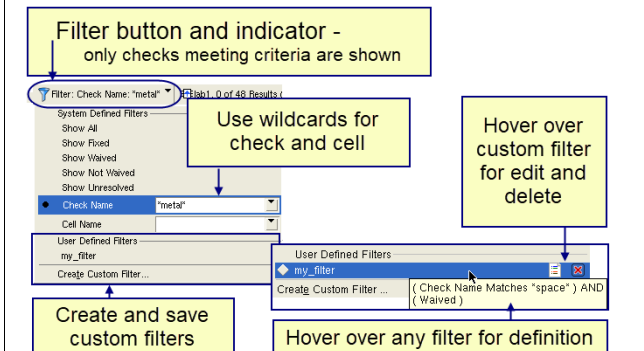 Filter button and indicator -
only checks meeting criteria are shown
Filter: Check Name: "metal"
lab1, 0 of 48 Results (
System Defined Filters
Show All
Show Fixed
Show Waived
Show Not Waived
Show Unresolved
Check Name
*metal*
Cell Name
User Defined Filters
my_filter
Create Custom Filter...
Use wildcards for
check and cell
Hover over
custom filter
for edit and
delete
User Defined Filters
my_filter
Create Custom Filter ...
( Check Name Matches "space" ) AND
( Waived )
Create and save
custom filters
Hover over any filter for definition